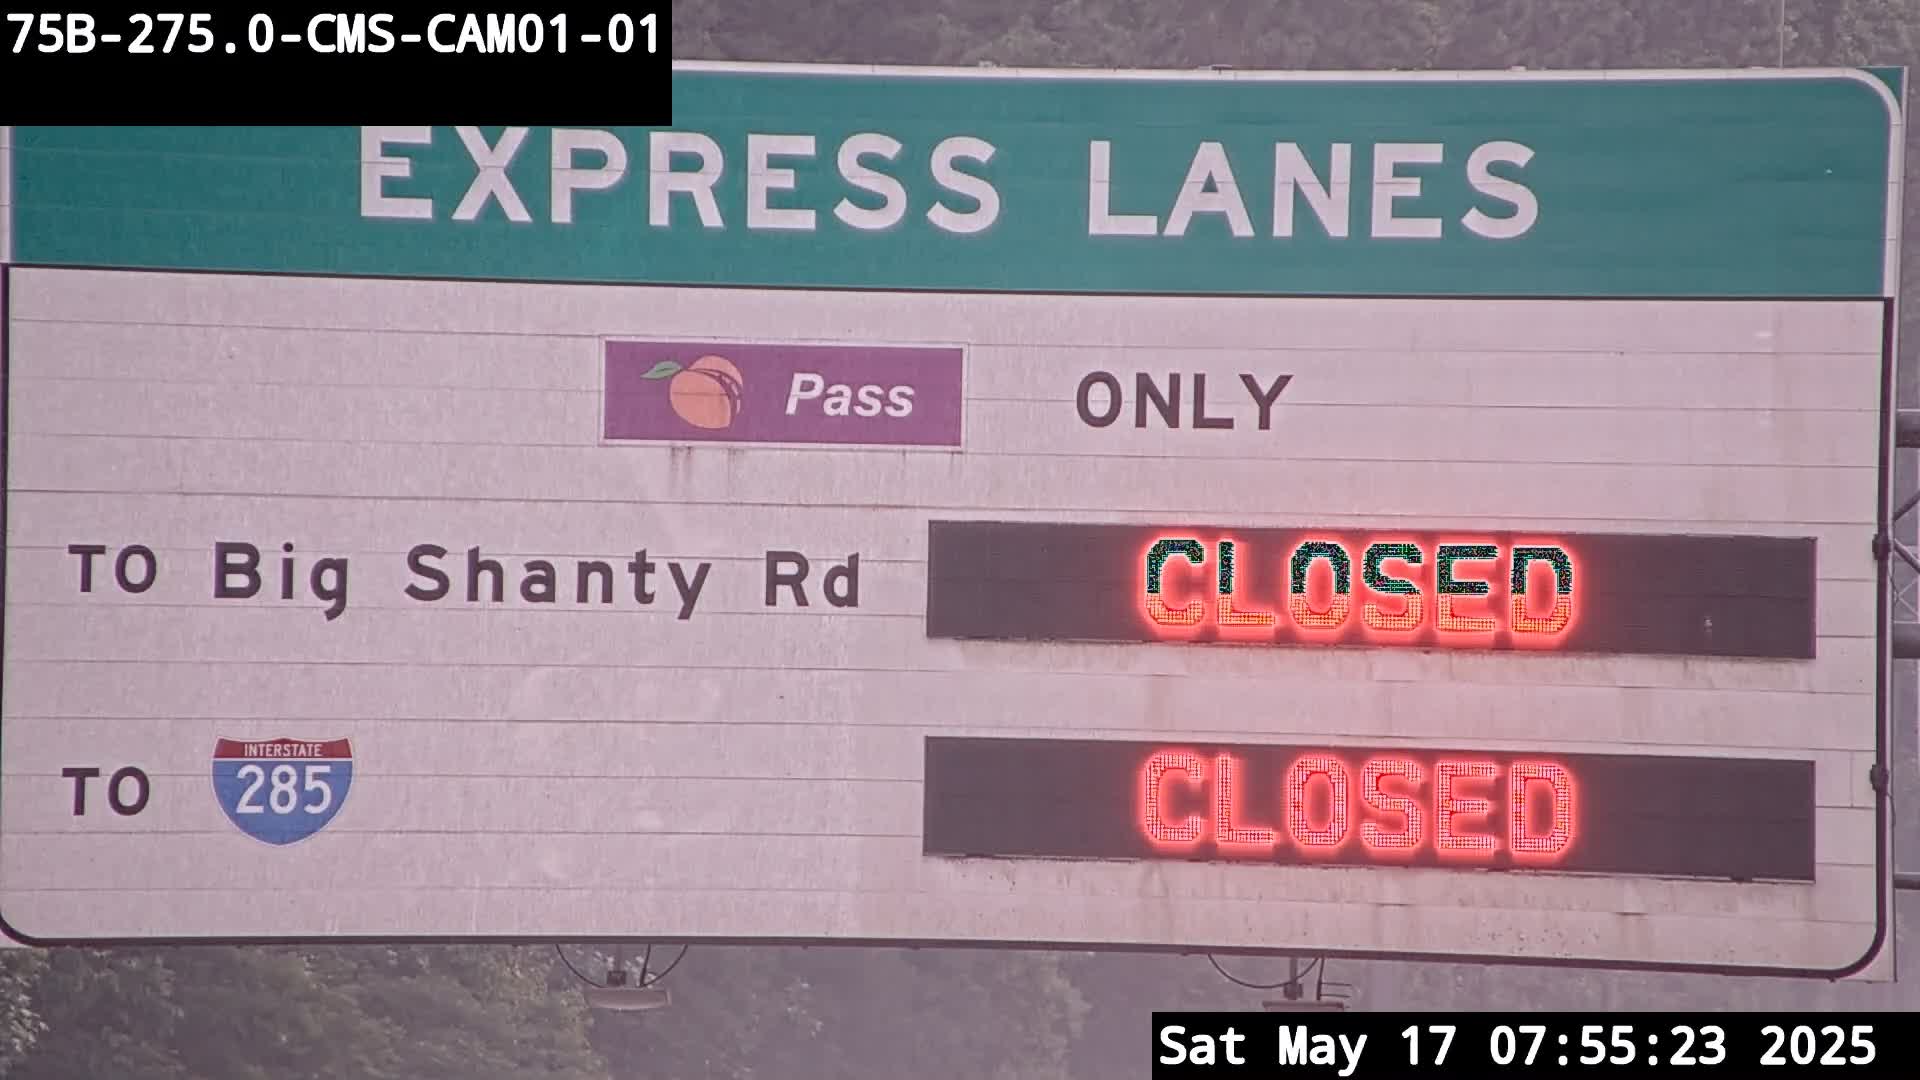 75B-275.0-CMS-CAM01-01
EXPRESS LANES
Pass ONLY
TO Big Shanty Rd CLOSED
TO INTERSTATE 285 CLOSED
Sat May 17 07:55:23 2025